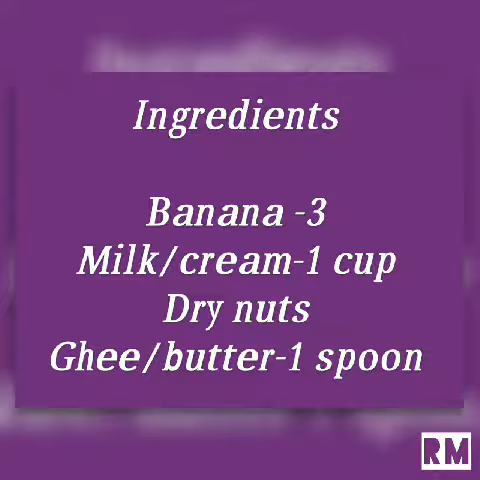 Ingredients
Banana -3
Milk/cream-1 cup
Dry nuts
Ghee/butter-1 spoon
RM